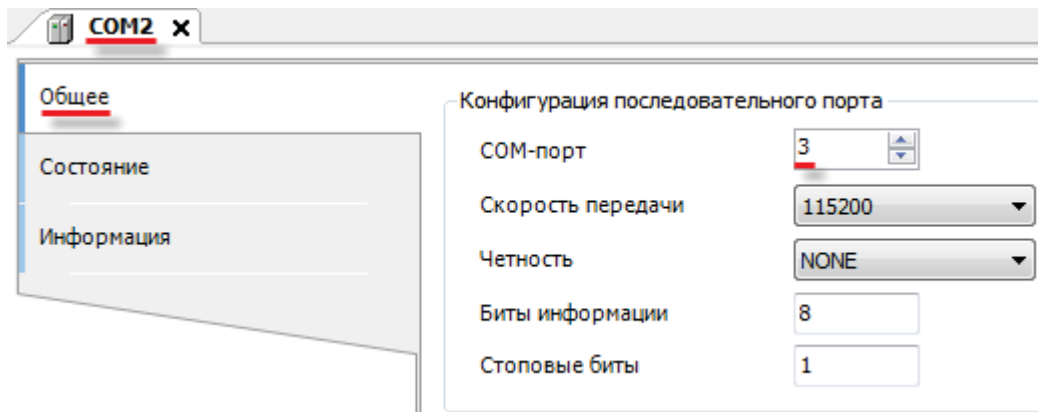 COM2
Общее
Состояние
Информация
Конфигурация последовательного порта
COM-порт 3
Скорость передачи 115200
Четность NONE
Биты информации 8
Стоповые биты 1